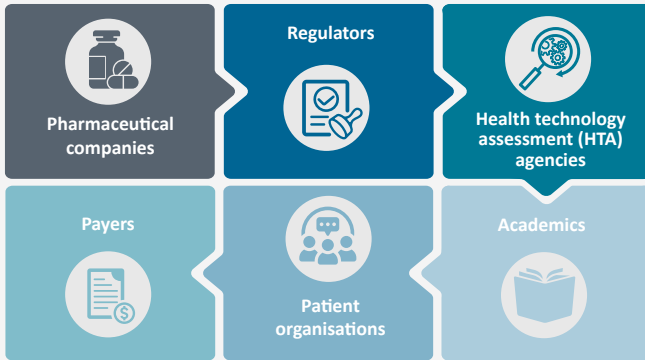 Pharmaceutical
companies
Regulators
Health technology
assessment (HTA)
agencies
Academics
Patient
organisations
Payers
$